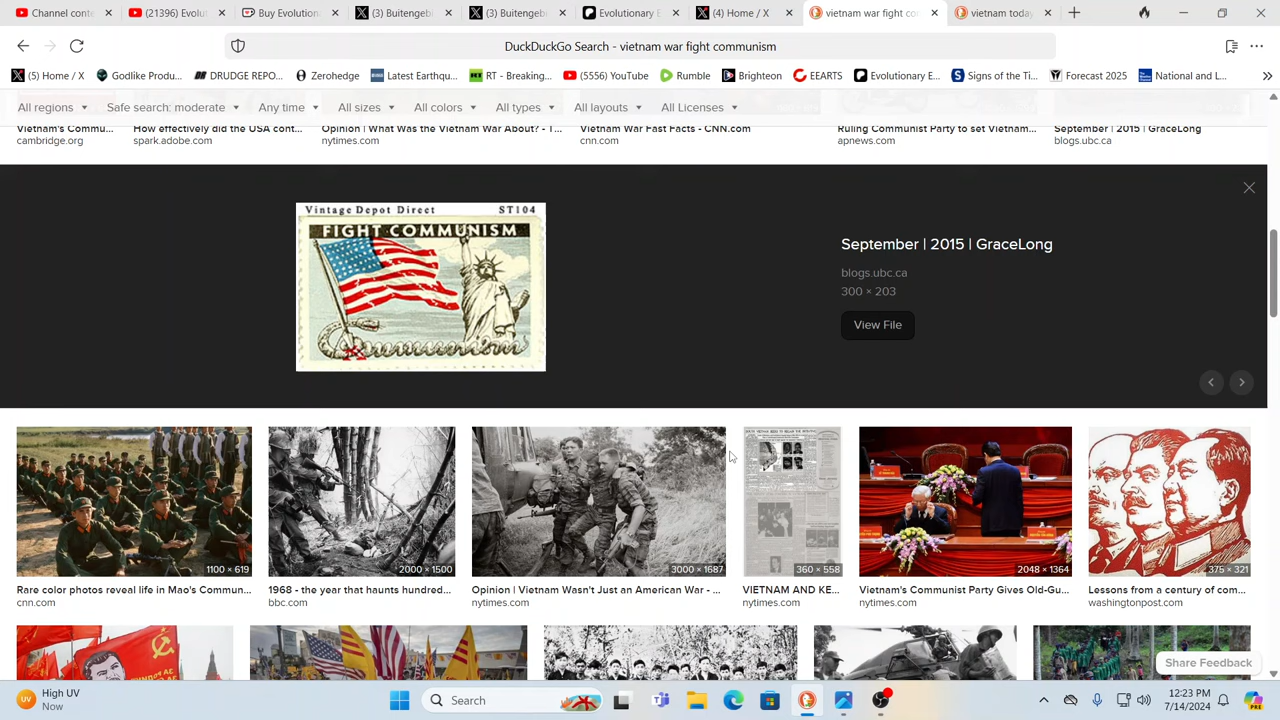 Channel conte
(21396) Evolut
Buy Evolution
(3) Buitengebi
(3) Buitengebi
Evolutionary E
(4) Home / X
vietnam war fight com
vietnam today
DuckDuckGo Search - vietnam war fight communism
(5) Home / X
Godlike Produ...
DRUDGE REPO...
Zerohedge
Latest Earthqu...
RT - Breaking...
(5556) YouTube
Rumble
Brighteon
EEARTS
Evolutionary E...
Signs of the Ti...
Forecast 2025
National and L...
All regions
Safe search: moderate
Any time
All sizes
All colors
All types
All layouts
All Licenses
Vietnam's Commu...
How effectively did the USA cont...
Opinion | What Was the Vietnam War About? - T...
Vietnam War Fast Facts - CNN.com
Ruling Communist Party to set Vietnam...
September | 2015 | GraceLong
cambridge.org
spark.adobe.com
nytimes.com
cnn.com
apnews.com
blogs.ubc.ca
Vintage Depot Direct ST104
FIGHT COMMUNISM
September | 2015 | GraceLong
blogs.ubc.ca
300 × 203
View File
1100 × 619
2000 × 1500
3000 × 1687
360 × 558
2048 × 1364
375 × 321
Rare color photos reveal life in Mao's Commun...
1968 - the year that haunts hundred...
Opinion | Vietnam Wasn't Just an American War - ...
VIETNAM AND KE...
Vietnam's Communist Party Gives Old-Gu...
Lessons from a century of com...
cnn.com
bbc.com
nytimes.com
nytimes.com
nytimes.com
washingtonpost.com
Share Feedback
High UV
Now
Search
12:23 PM
7/14/2024